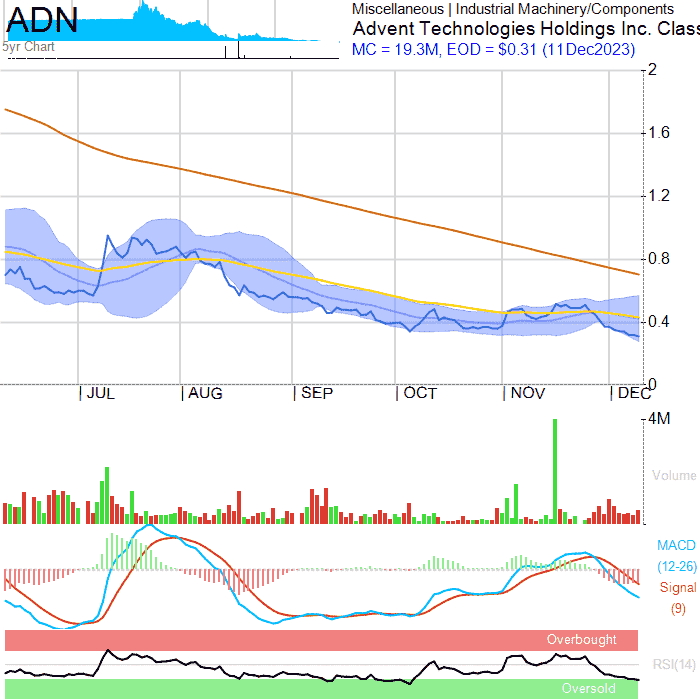 ADN
5yr Chart
Miscellaneous | Industrial Machinery/Components
Advent Technologies Holdings Inc. Class
MC = 19.3M, EOD = $0.31 (11Dec2023)
2
1.6
1.2
0.8
0.4
0
| JUL | AUG | SEP | OCT | NOV | DEC
4M
Volume
MACD
(12-26)
Signal
(9)
Overbought
RSI(14)
Oversold